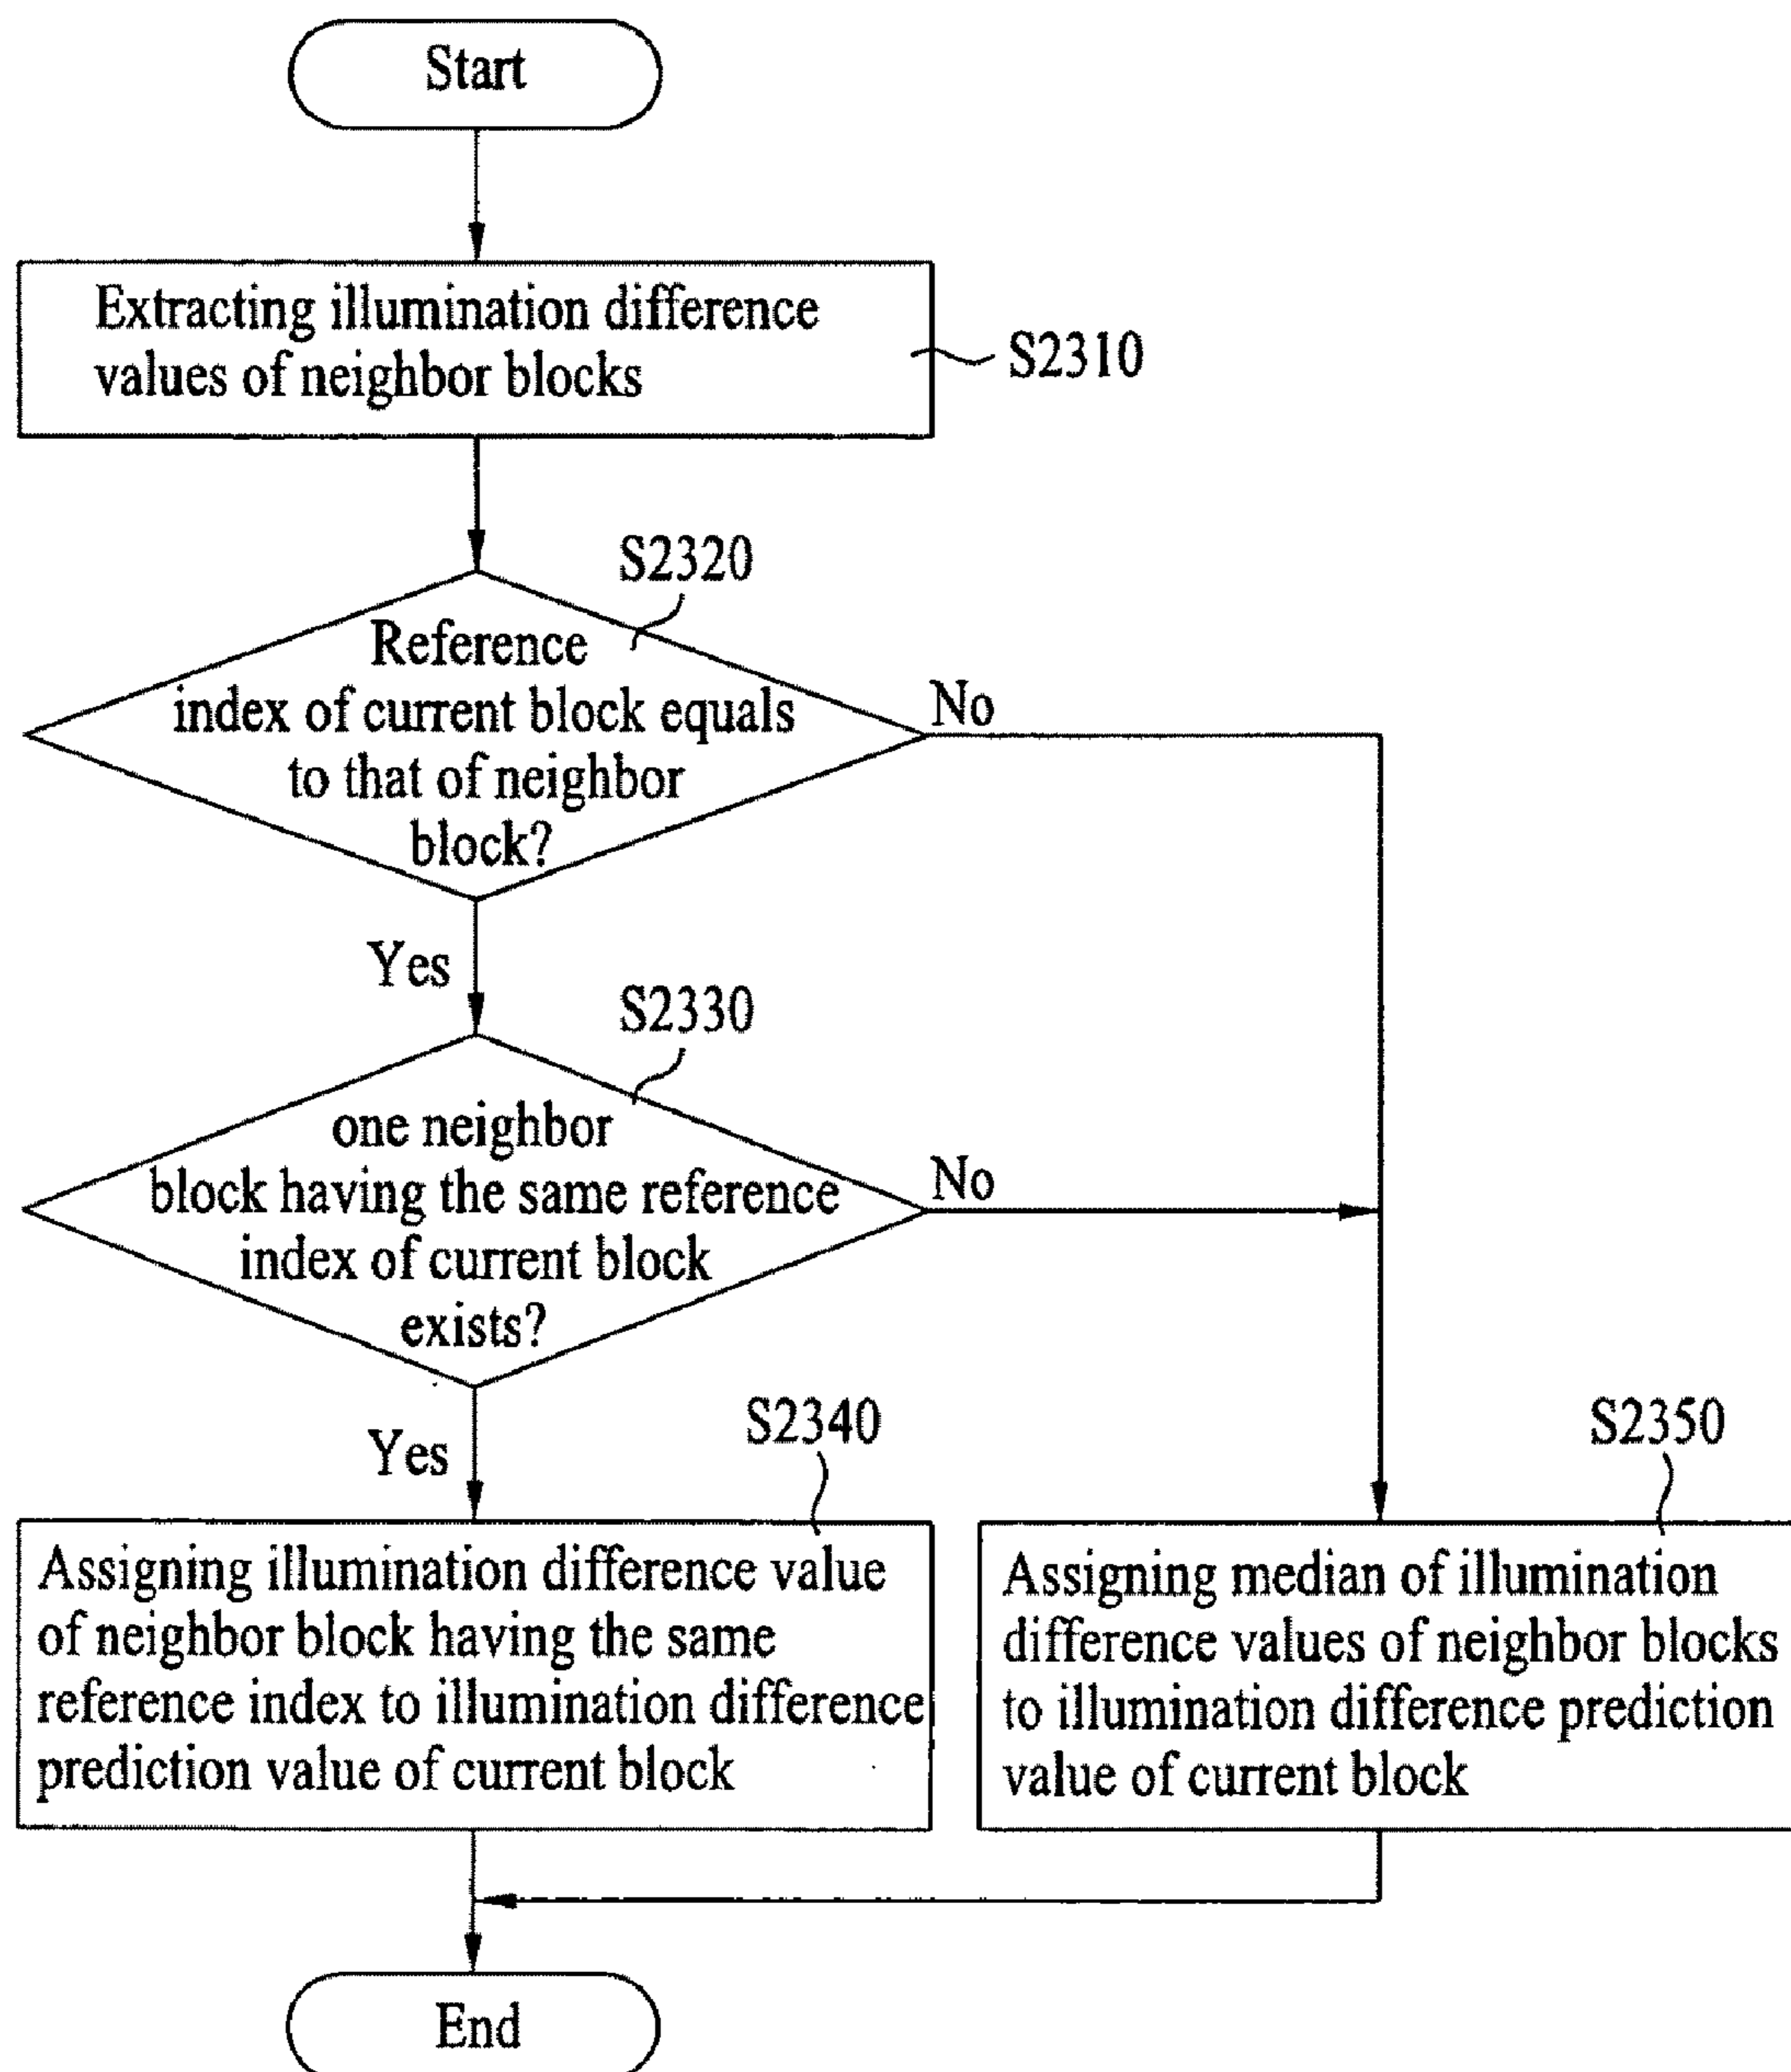 Start
Extracting illumination difference
values of neighbor blocks
S2310
S2320
Reference
index of current block equals
to that of neighbor
block?
No
Yes
S2330
one neighbor
block having the same reference
index of current block
exists?
No
Yes
S2340
Assigning illumination difference value
of neighbor block having the same
reference index to illumination difference
prediction value of current block
S2350
Assigning median of illumination
difference values of neighbor blocks
to illumination difference prediction
value of current block
End